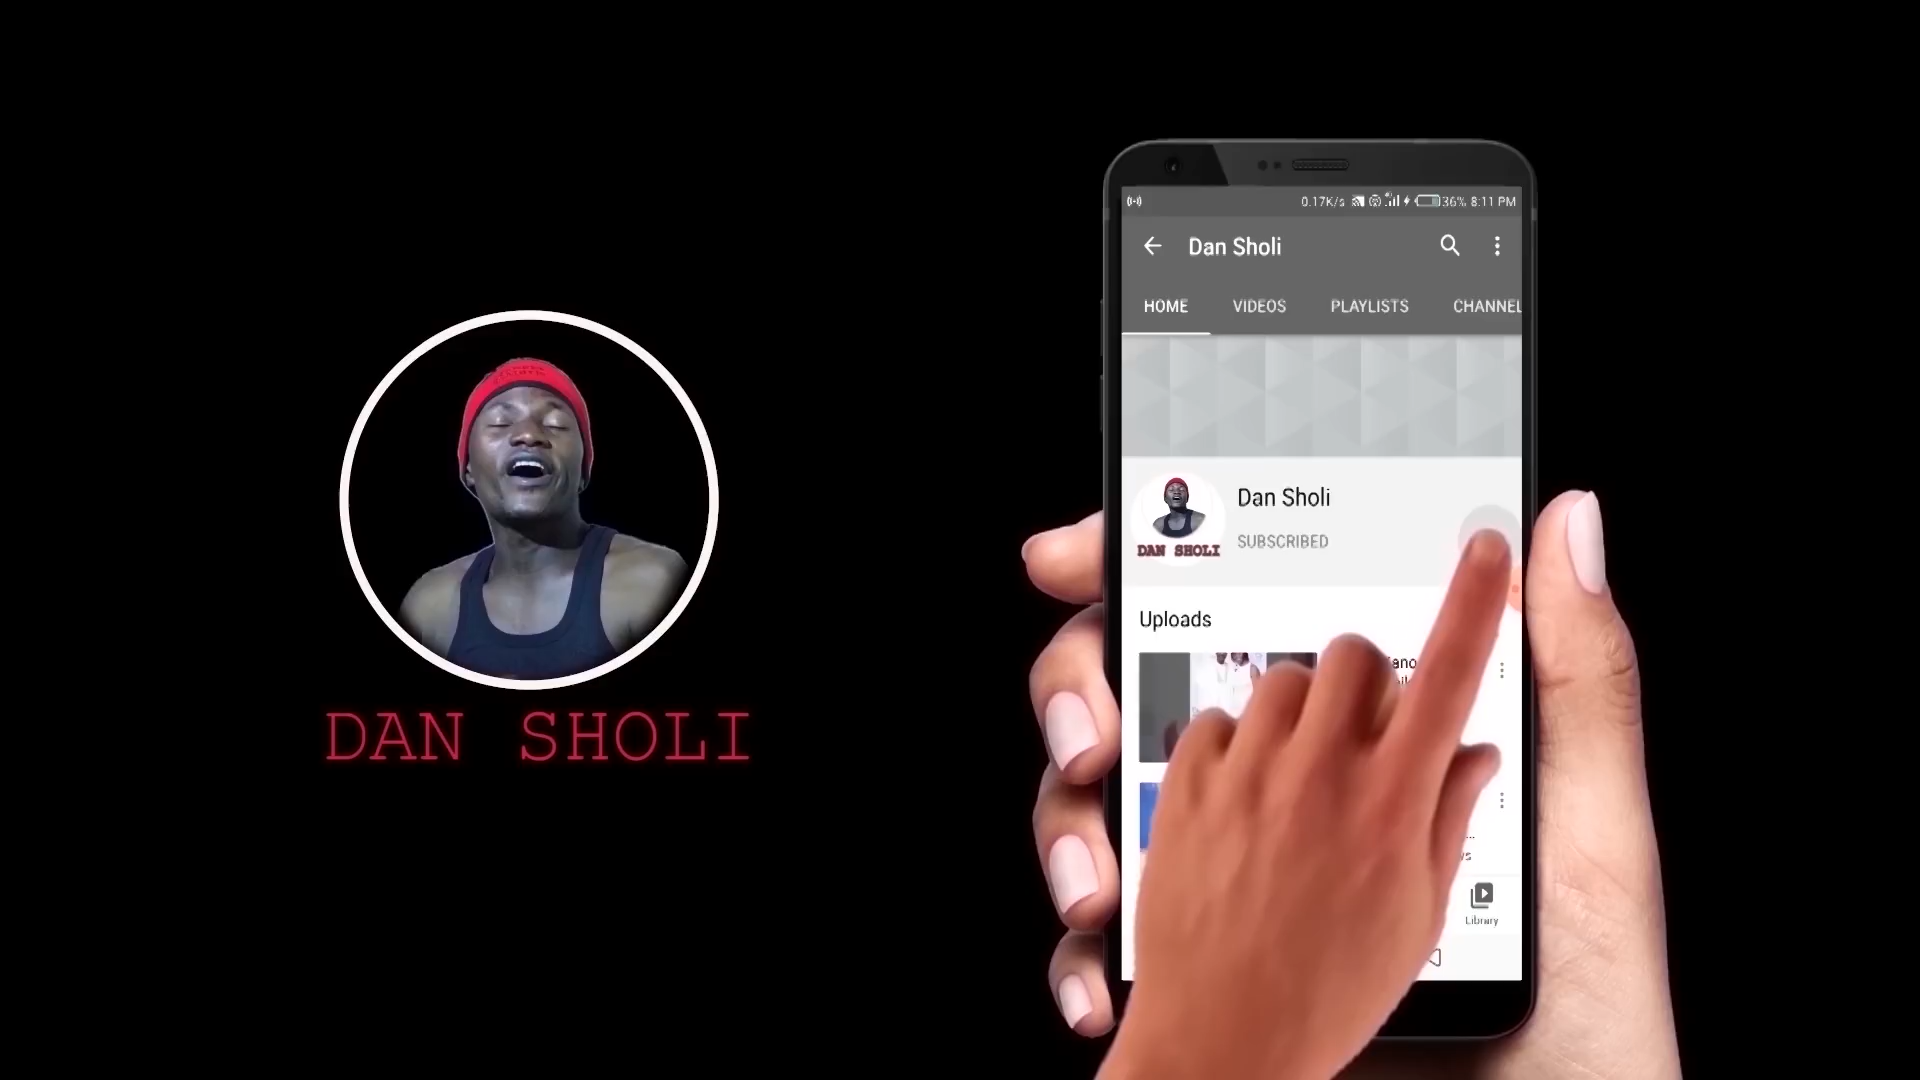 DAN SHOLI
0.17K/s 36% 8:11 PM
Dan Sholi
HOME VIDEOS PLAYLISTS CHANNEL
Dan Sholi
SUBSCRIBED
DAN SHOLI
Uploads
Library